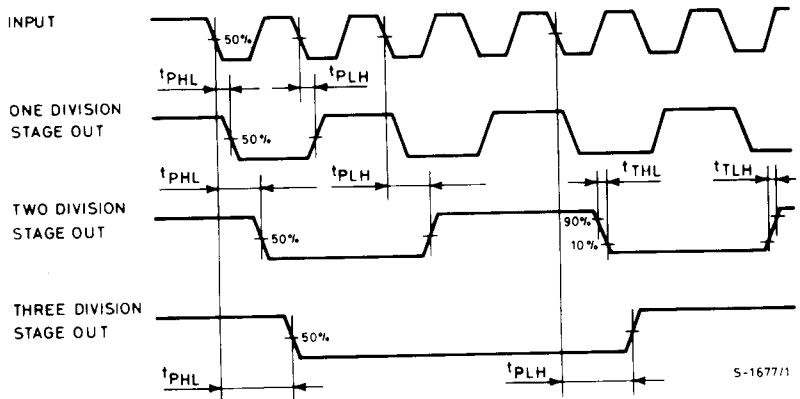 INPUT
50%
tPHL
tPLH
ONE DIVISION
STAGE OUT
50%
tPHL
tPLH
tTHL
tTLH
TWO DIVISION
STAGE OUT
50%
90%
10%
THREE DIVISION
STAGE OUT
50%
tPHL
tPLH
S-1677/1